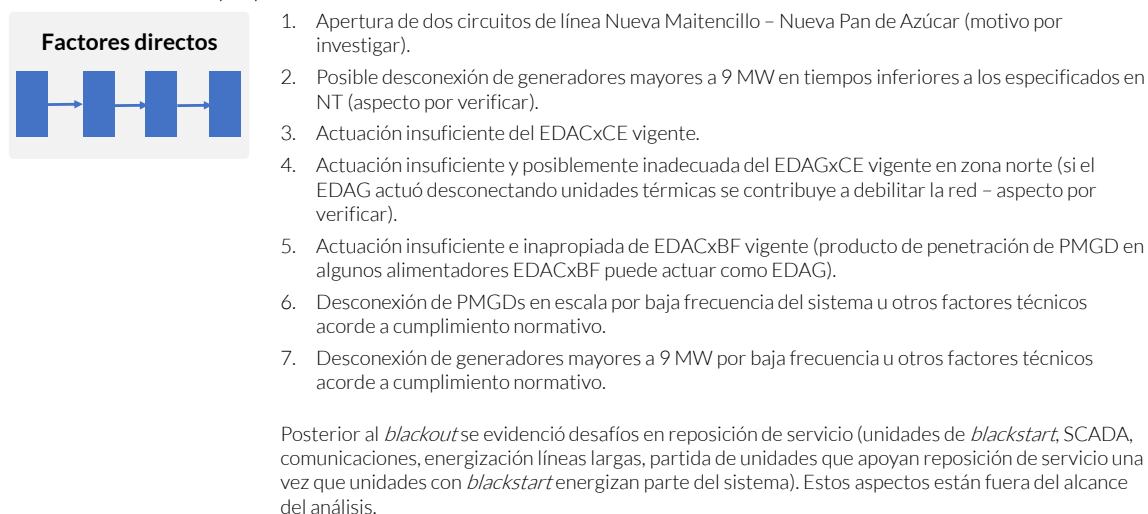 Factores directos
1. Apertura de dos circuitos de línea Nueva Maitencillo – Nueva Pan de Azúcar (motivo por
investigar).
2. Posible desconexión de generadores mayores a 9 MW en tiempos inferiores a los especificados en
NT (aspecto por verificar).
3. Actuación insuficiente del EDACxCE vigente.
4. Actuación insuficiente y posiblemente inadecuada del EDAGxCE vigente en zona norte (si el
EDAG actuó desconectando unidades térmicas se contribuye a debilitar la red – aspecto por
verificar).
5. Actuación insuficiente e inapropiada de EDACxBF vigente (producto de penetración de PMGD en
algunos alimentadores EDACxBF puede actuar como EDAG).
6. Desconexión de PMGDs en escala por baja frecuencia del sistema u otros factores técnicos
acorde a cumplimiento normativo.
7. Desconexión de generadores mayores a 9 MW por baja frecuencia u otros factores técnicos
acorde a cumplimiento normativo.
Posterior al blackout se evidenció desafíos en reposición de servicio (unidades de blackstart, SCADA,
comunicaciones, energización líneas largas, partida de unidades que apoyan reposición de servicio una
vez que unidades con blackstart energizan parte del sistema). Estos aspectos están fuera del alcance
del análisis.